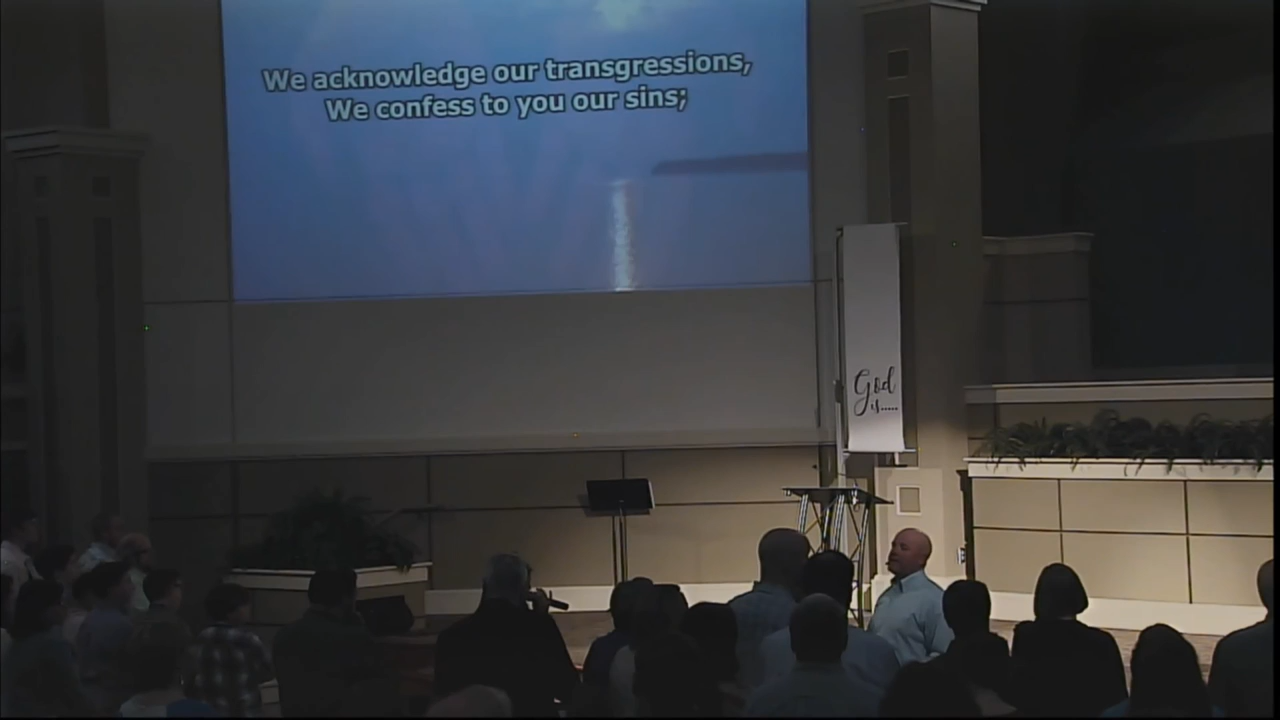 We acknowledge our transgressions,
We confess to you our sins;
God
is.....